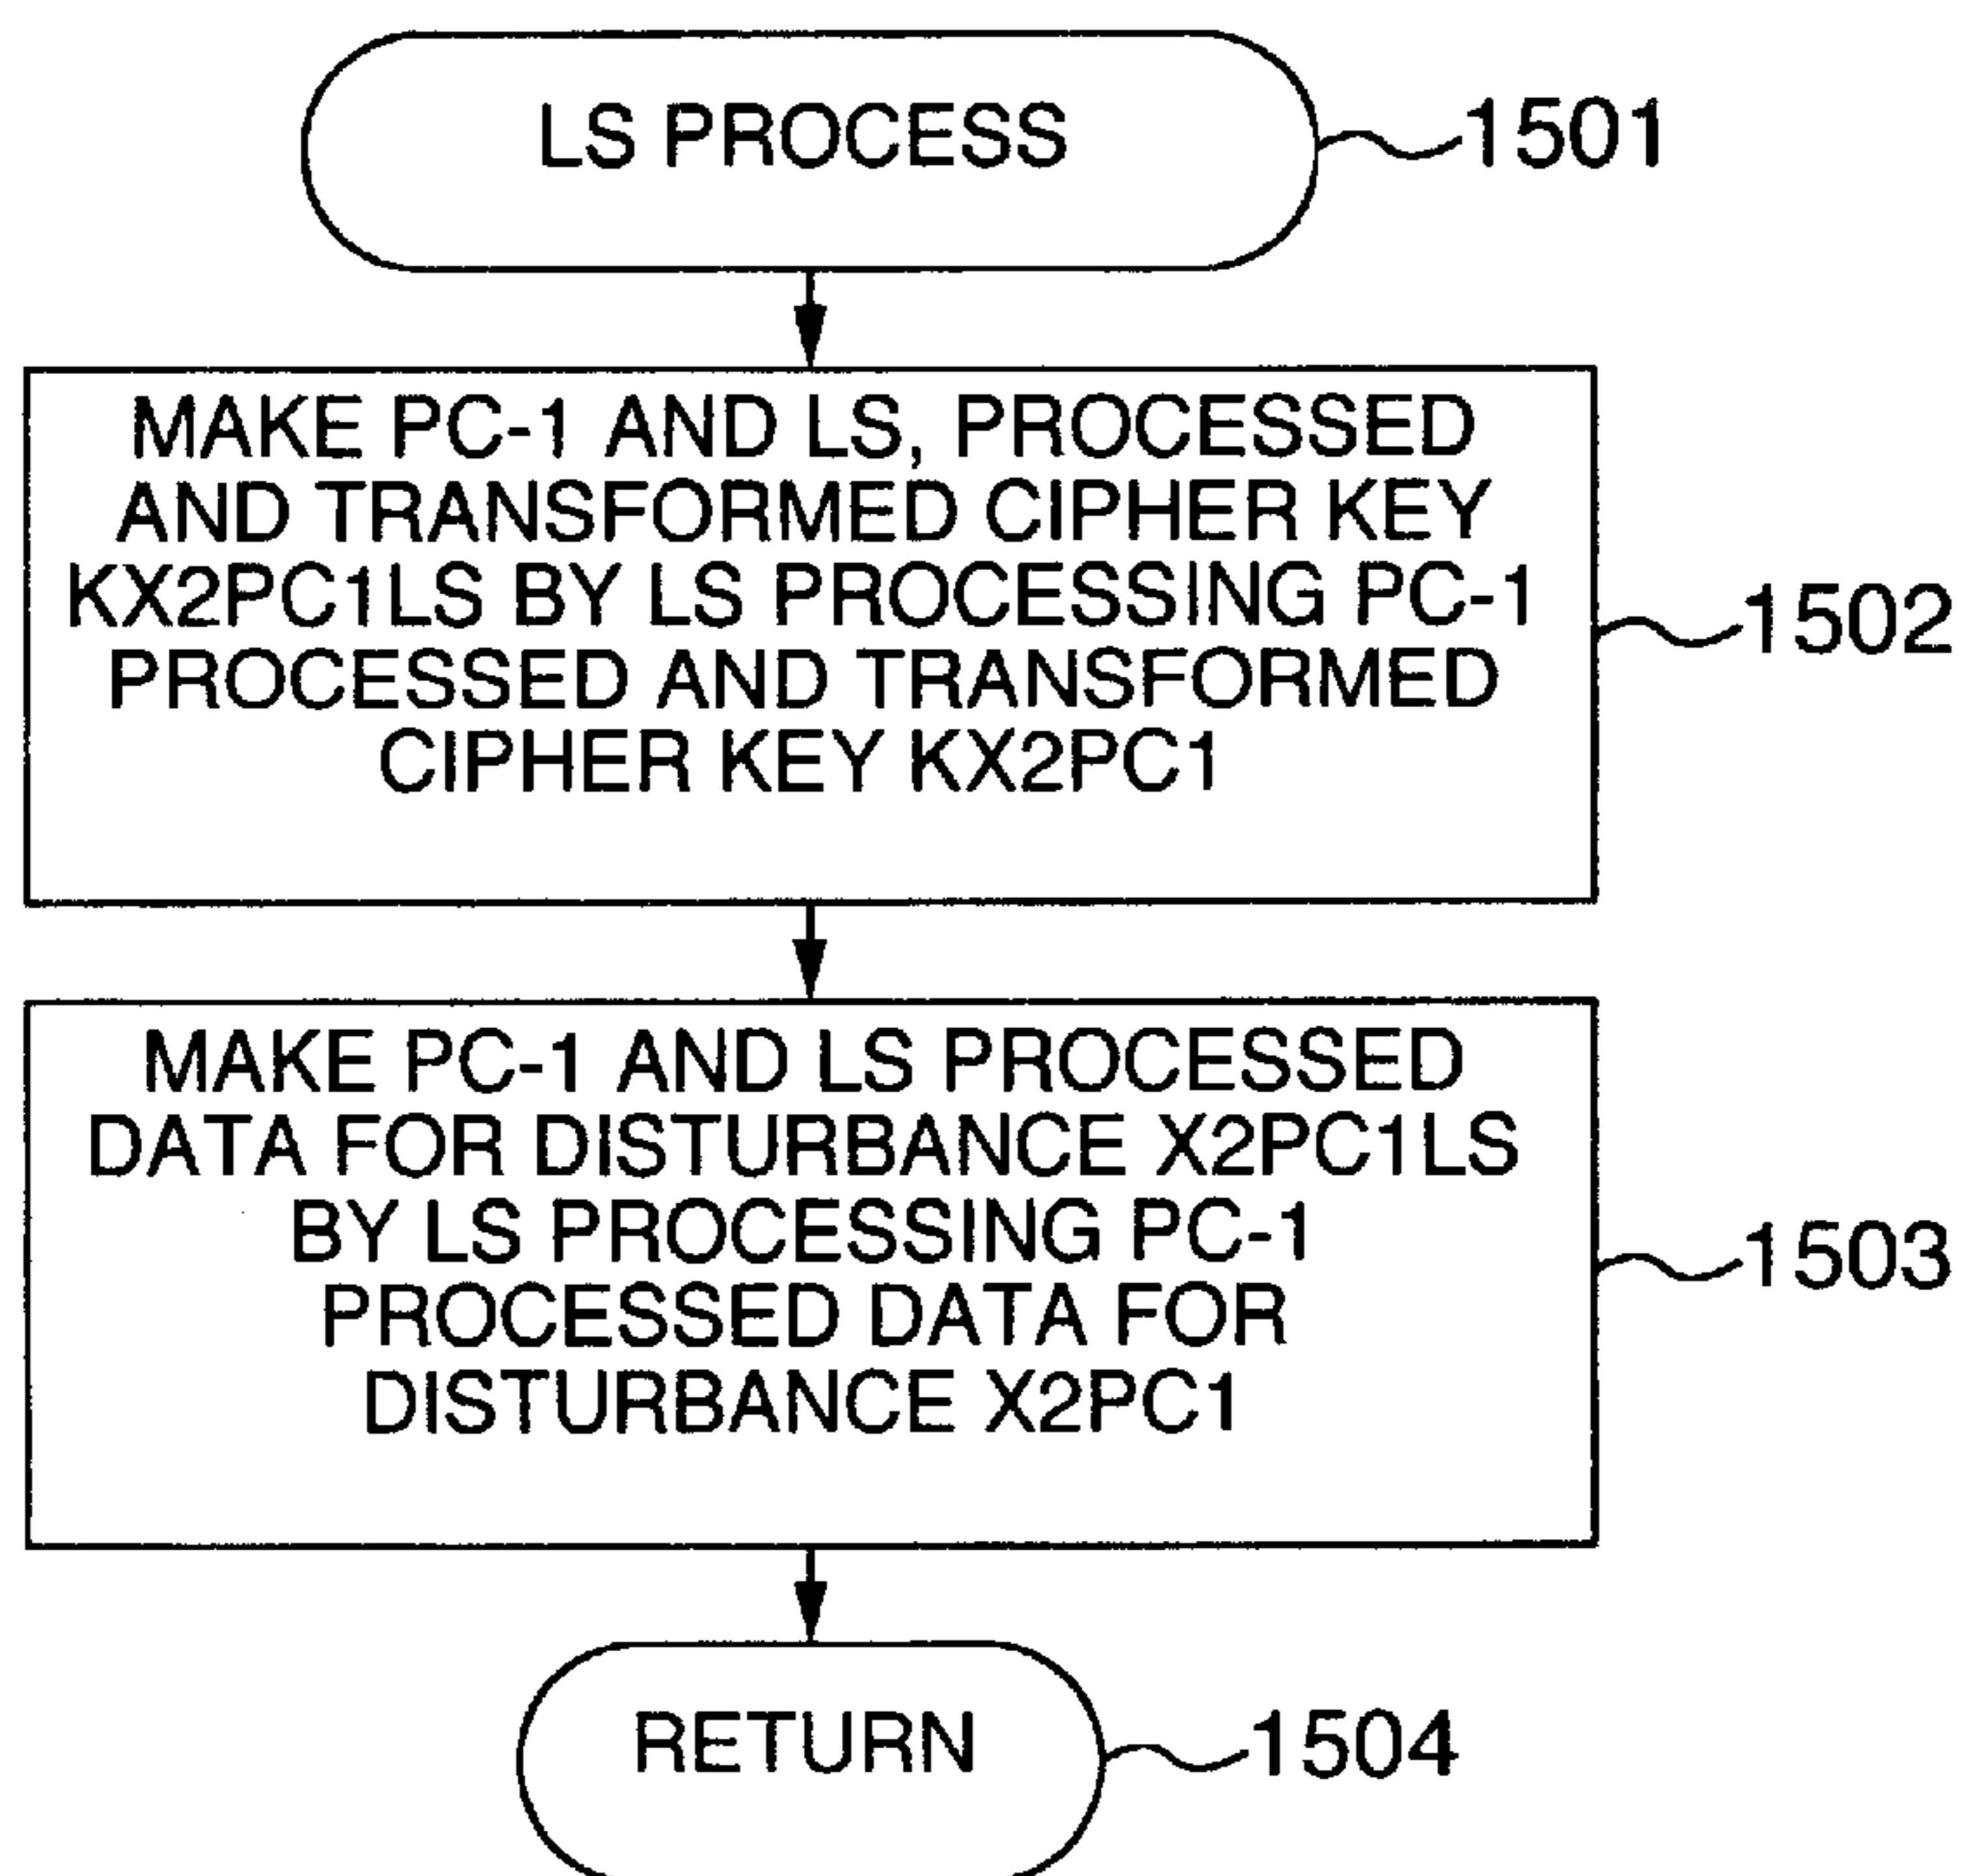 LS PROCESS
1501
MAKE PC-1 AND LS, PROCESSED
AND TRANSFORMED CIPHER KEY
KX2PC1LS BY LS PROCESSING PC-1
PROCESSED AND TRANSFORMED
CIPHER KEY KX2PC1
1502
MAKE PC-1 AND LS PROCESSED
DATA FOR DISTURBANCE X2PC1LS
BY LS PROCESSING PC-1
PROCESSED DATA FOR
DISTURBANCE X2PC1
1503
RETURN
1504